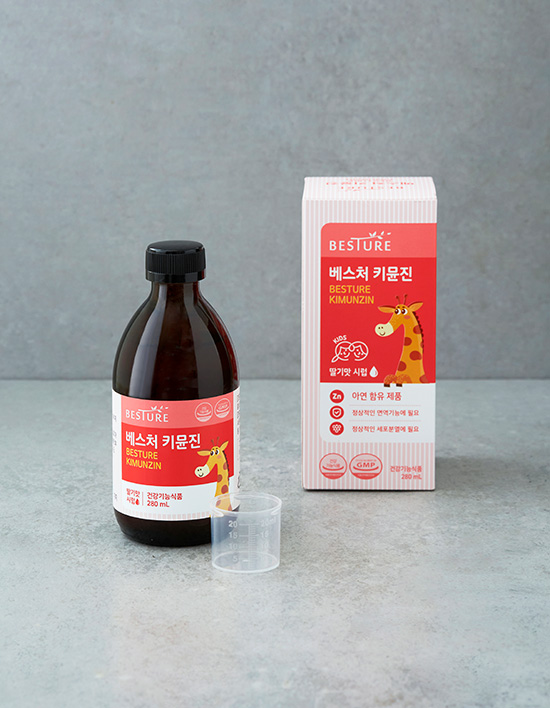 BESTURE
베스처 키뮨진
BESTURE
KIMUNZIN
KIDS
딸기맛 시럽
Zn 아연 함유 제품
정상적인 면역기능에 필요
정상적인 세포분열에 필요
GMP
건강기능식품
280 mL
BESTURE
베스처 키뮨진
BESTURE
KIMUNZIN
딸기맛
시럽
건강기능식품
280 mL
20